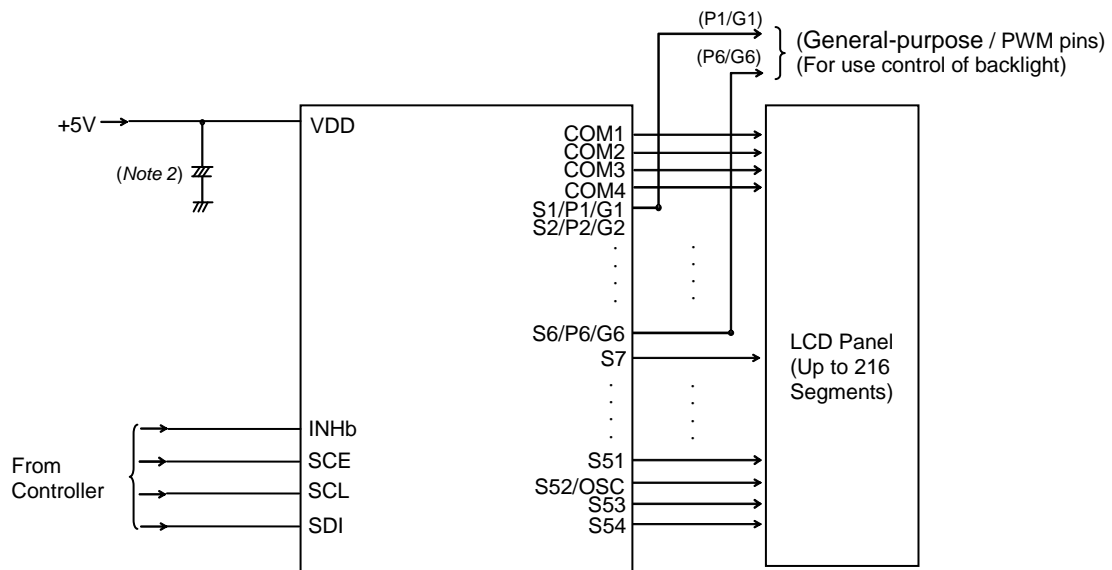 (P1/G1)
(General-purpose / PWM pins)
(P6/G6)
(For use control of backlight)
+5V
VDD
(Note 2)
COM1
COM2
COM3
COM4
S1/P1/G1
S2/P2/G2
S6/P6/G6
S7
LCD Panel
(Up to 216
Segments)
From
Controller
INHb
SCE
SCL
SDI
S51
S52/OSC
S53
S54